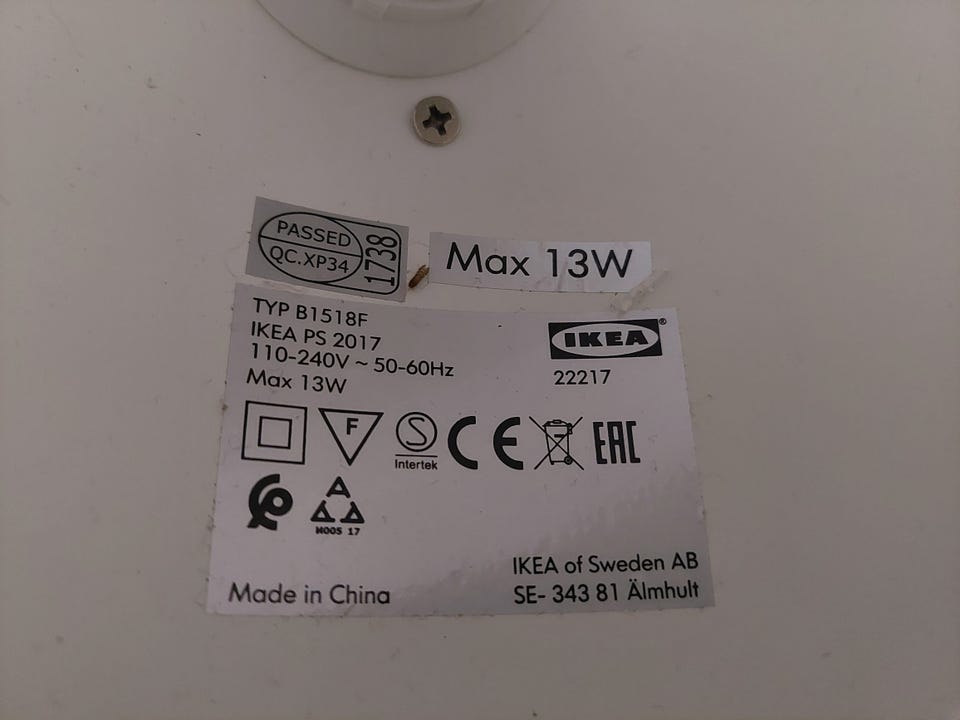 PASSED
QC.XP34
1738
Max 13W
TYP B1518F
IKEA PS 2017
110-240V ~ 50-60Hz
Max 13W
IKEA®
22217
F
S
Intertek
CE
EAC
A
M005 17
Made in China
IKEA of Sweden AB
SE- 343 81 Älmhult